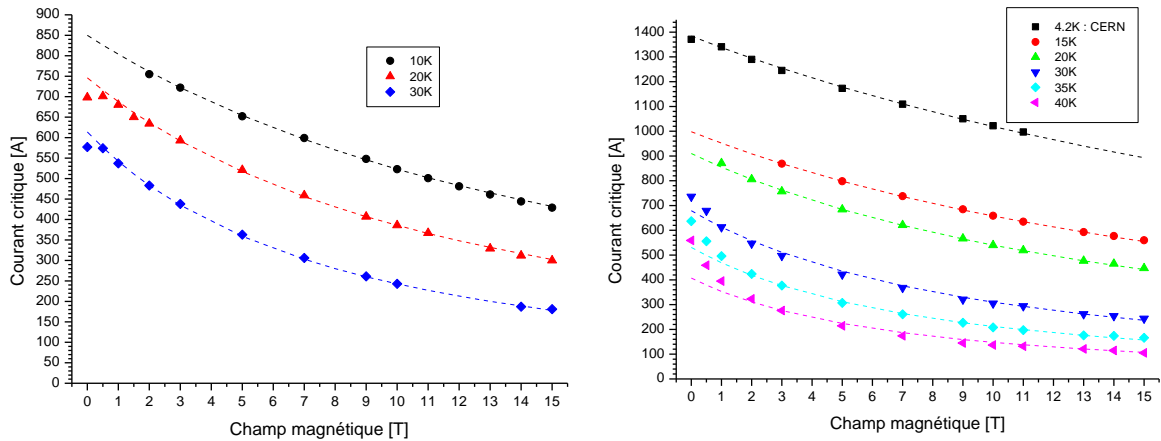 900
850
800
750
700
650
600
550
500
450
400
350
300
250
200
150
100
50
0
Courant critique [A]
10K
20K
30K
0 1 2 3 4 5 6 7 8 9 10 11 12 13 14 15
Champ magnétique [T]
1400
1300
1200
1100
1000
900
800
700
600
500
400
300
200
100
0
Courant critique [A]
4.2K : CERN
15K
20K
30K
35K
40K
0 1 2 3 4 5 6 7 8 9 10 11 12 13 14 15
Champ magnétique [T]